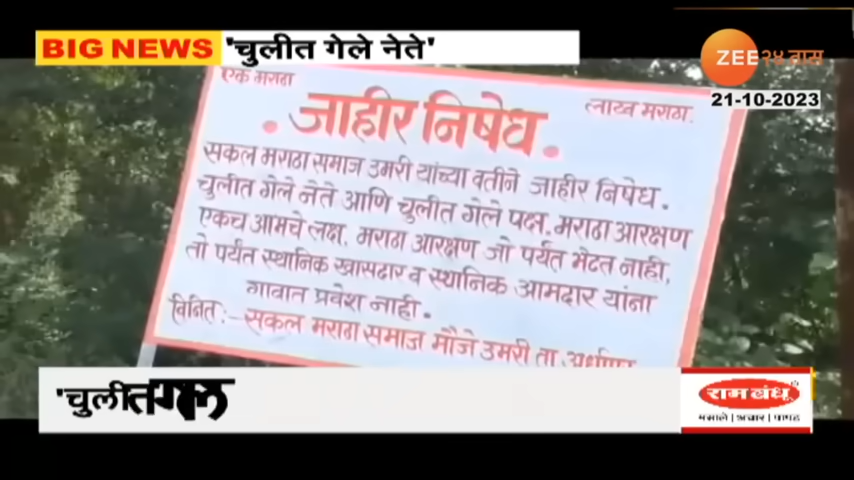 BIG NEWS 'चुलीत गेले नेते'
ZEE २४ तास
21-10-2023
एक मराठा लाख मराठा.
जाहीर निषेध.
सकल मराठा समाज उमरी यांच्या वतीने जाहीर निषेध.
चुलीत गेले नेते आणि चुलीत गेले पक्ष. मराठा आरक्षण
एकच आमचे लक्ष. मराठा आरक्षण जो पर्यंत भेटत नाही,
तो पर्यंत स्थानिक खासदार व स्थानिक आमदार यांना
गावात प्रवेश नाही.
विनित:- सकल मराठा समाज मौजे उमरी ता अर्धापूर
'चुलीत
राम बंधू
मसाले | अचार | पापड